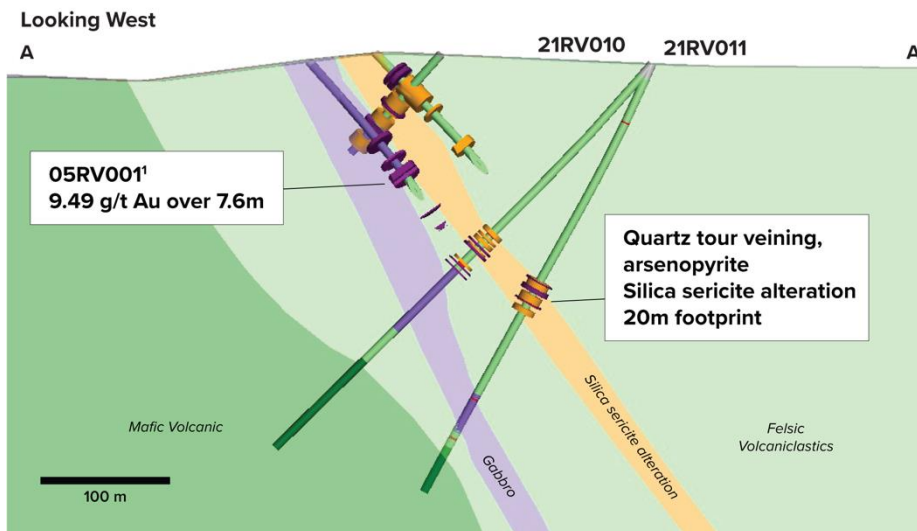 Looking West
A
21RV010
21RV011
A
05RV001¹
9.49 g/t Au over 7.6m
Quartz tour veining,
arsenopyrite
Silica sericite alteration
20m footprint
Mafic Volcanic
Silica sericite alteration
Felsic
Volcaniclastics
Gabbro
100 m